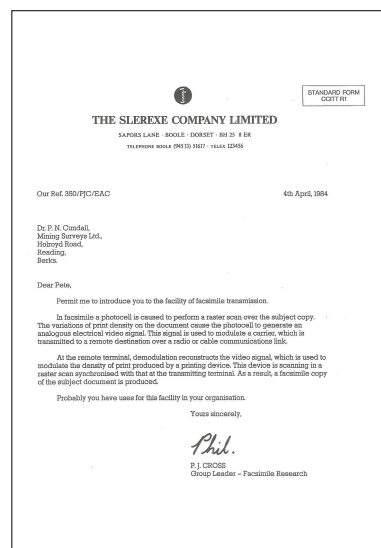 STANDARD FORM
CCITT R1
THE SLEREXE COMPANY LIMITED
SAPORS LANE · BOOLE · DORSET · BH 25 8 ER
TELEPHONE BOOLE (945 13) 51617 · TELEX 123456
Our Ref. 350/PJC/EAC 4th April, 1984
Dr. P. N. Cundall,
Mining Surveys Ltd.,
Holroyd Road,
Reading,
Berks.
Dear Pete,
Permit me to introduce you to the facility of facsimile transmission.
In facsimile a photocell is caused to perform a raster scan over the subject copy.
The variations of print density on the document cause the photocell to generate an
analogous electrical video signal. This signal is used to modulate a carrier, which is
transmitted to a remote destination over a radio or cable communications link.
At the remote terminal, demodulation reconstructs the video signal, which is used to
modulate the density of print produced by a printing device. This device is scanning in a
raster scan synchronised with that at the transmitting terminal. As a result, a facsimile copy
of the subject document is produced.
Probably you have uses for this facility in your organisation.
Yours sincerely,
Phil.
P. J. CROSS
Group Leader – Facsimile Research